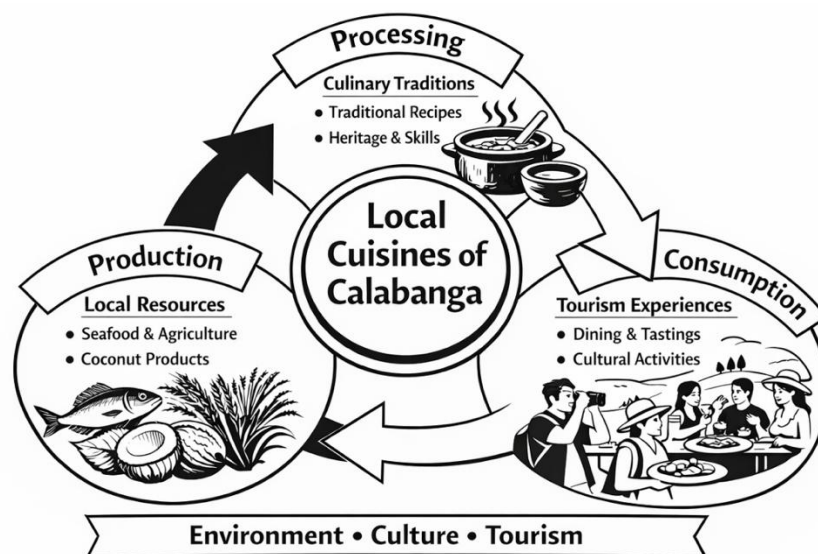 Processing
Culinary Traditions
• Traditional Recipes
• Heritage & Skills
Local
Cuisines of
Calabanga
Production
Local Resources
• Seafood & Agriculture
• Coconut Products
Consumption
Tourism Experiences
• Dining & Tastings
• Cultural Activities
Environment • Culture • Tourism